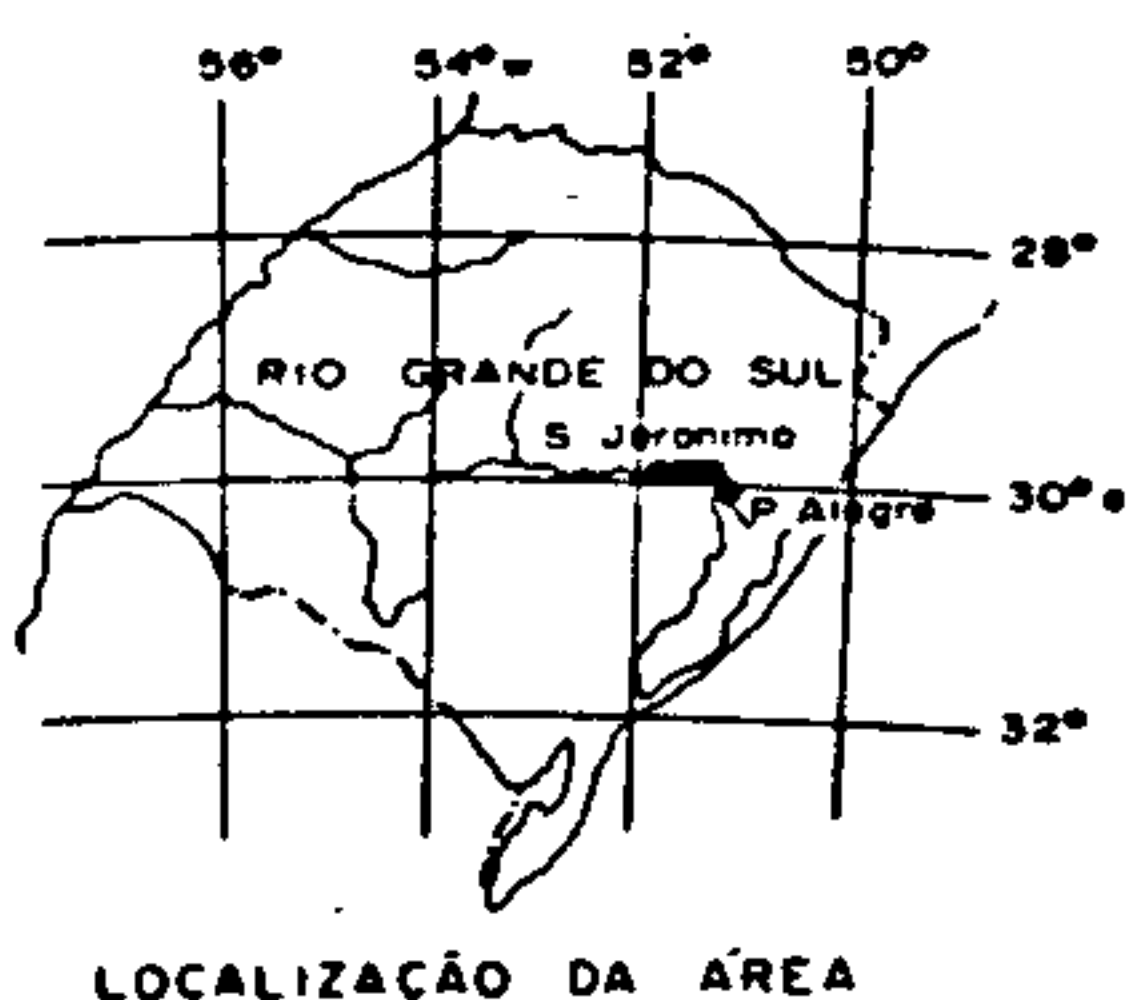 56° 54° w 52° 50°
28°
RIO GRANDE DO SUL
S Jeronimo
30° s
P. Alegre
32°
LOCALIZAÇÃO DA ÁREA